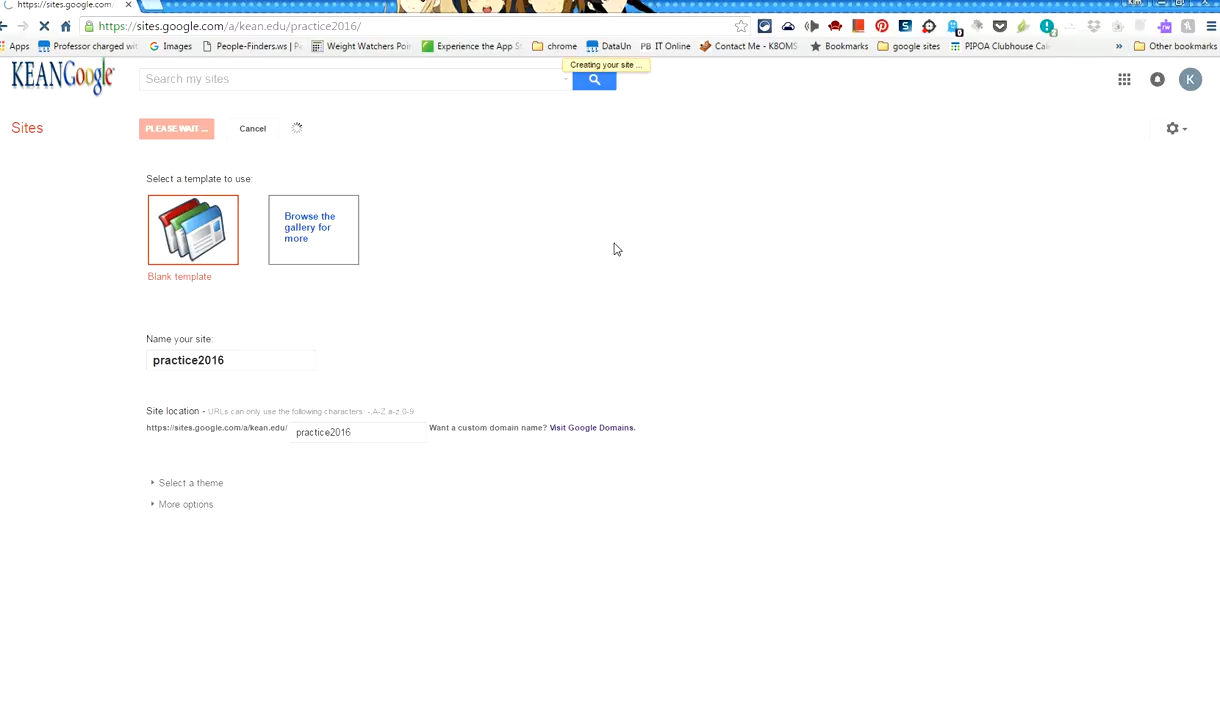 https://sites.google.com/
https://sites.google.com/a/kean.edu/practice2016/
Apps Professor charged wit Images People-Finders.ws | P Weight Watchers Poi Experience the App St chrome DataUn PB IT Online Contact Me - K8OMS Bookmarks google sites PIPOA Clubhouse Cale » Other bookmarks
Creating your site ...
KEANGoogle Search my sites K
Sites PLEASE WAIT ... Cancel
Select a template to use:
Browse the
gallery for
more
Blank template
Name your site:
practice2016
Site location - URLs can only use the following characters -,A-Z,a-z,0-9
https://sites.google.com/a/kean.edu/ practice2016 Want a custom domain name? Visit Google Domains.
Select a theme
More options